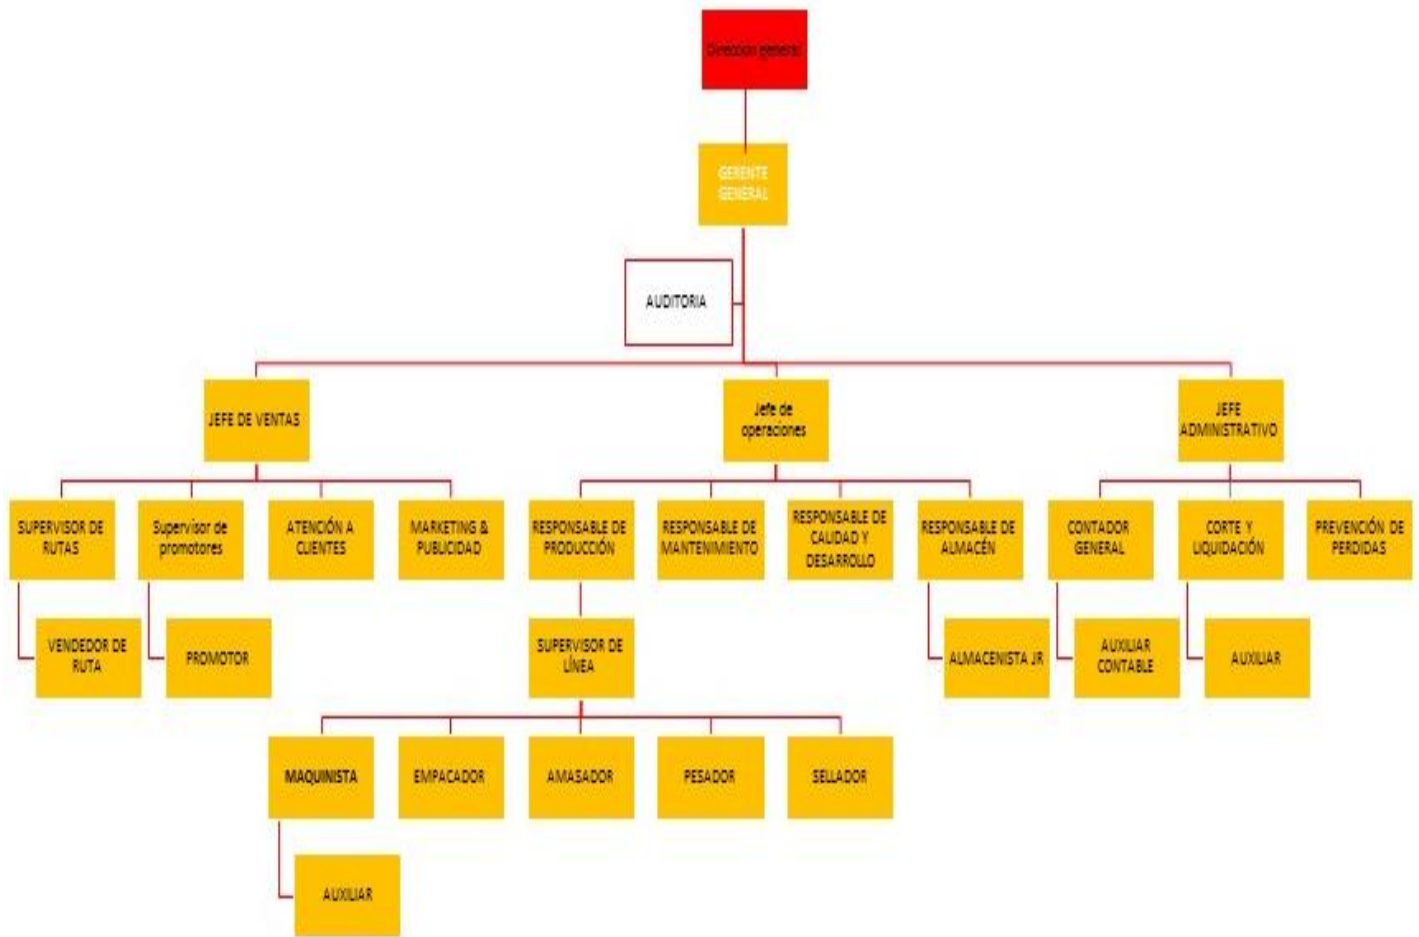 Dirección general
GERENTE
GENERAL
AUDITORIA
JEFE DE VENTAS
Jefe de
operaciones
JEFE
ADMINISTRATIVO
SUPERVISOR DE
RUTAS
Supervisor de
promotores
ATENCIÓN A
CLIENTES
MARKETING &
PUBLICIDAD
RESPONSABLE DE
PRODUCCIÓN
RESPONSABLE DE
MANTENIMIENTO
RESPONSABLE DE
CALIDAD Y
DESARROLLO
RESPONSABLE DE
ALMACÉN
CONTADOR
GENERAL
CORTE Y
LIQUIDACIÓN
PREVENCIÓN DE
PERDIDAS
VENDEDOR DE
RUTA
PROMOTOR
SUPERVISOR DE
LÍNEA
ALMACENISTA JR
AUXILIAR
CONTABLE
AUXILIAR
MAQUINISTA
EMPACADOR
AMASADOR
PESADOR
SELLADOR
AUXILIAR